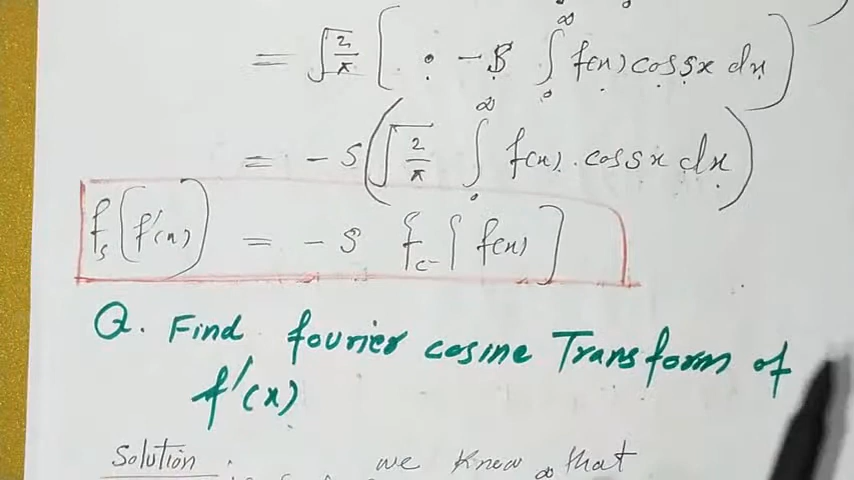 = √2/π [ 0 - S ∫₀^∞ f(x) cos sx dx )
= - S ( √2/π ∫₀^∞ f(x) . cos sx dx )
fs ( f'(x) ) = - S fc { f(x) ]
Q. Find fourier cosine Transform of
f'(x)
Solution : we know that